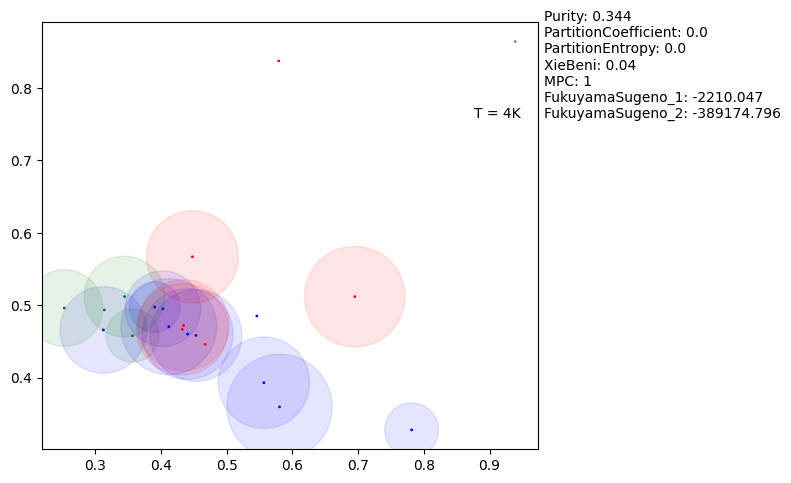 Purity: 0.344
PartitionCoefficient: 0.0
PartitionEntropy: 0.0
XieBeni: 0.04
MPC: 1
FukuyamaSugeno_1: -2210.047
FukuyamaSugeno_2: -389174.796
T = 4K
0.8
0.7
0.6
0.5
0.4
0.3 0.4 0.5 0.6 0.7 0.8 0.9